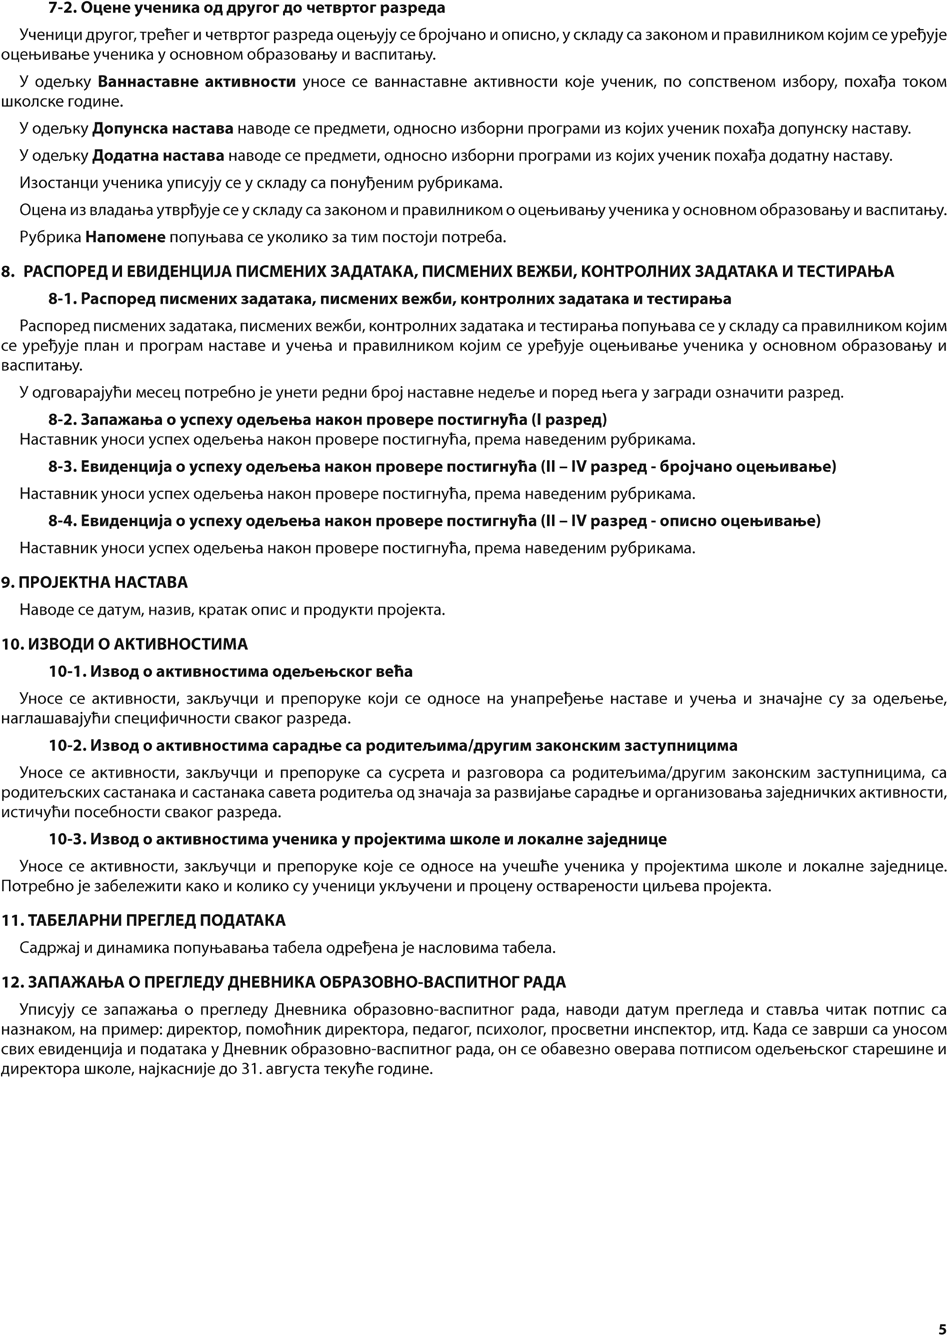 7-2. Оцене ученика од другог до четвртог разреда
Ученици другог, трећег и четвртог разреда оцењују се бројчано и описно, у складу са законом и правилником којим се уређује
оцењивање ученика у основном образовању и васпитању.
У одељку Ваннаставне активности уносе се ваннаставне активности које ученик, по сопственом избору, похађа током
школске године.
У одељку Допунска настава наводе се предмети, односно изборни програми из којих ученик похађа допунску наставу.
У одељку Додатна настава наводе се предмети, односно изборни програми из којих ученик похађа додатну наставу.
Изостанци ученика уписују се у складу са понуђеним рубрикама.
Оцена из владања утврђује се у складу са законом и правилником о оцењивању ученика у основном образовању и васпитању.
Рубрика Напомене попуњава се уколико за тим постоји потреба.
8. РАСПОРЕД И ЕВИДЕНЦИЈА ПИСМЕНИХ ЗАДАТАКА, ПИСМЕНИХ ВЕЖБИ, КОНТРОЛНИХ ЗАДАТАКА И ТЕСТИРАЊА
8-1. Распоред писмених задатака, писмених вежби, контролних задатака и тестирања
Распоред писмених задатака, писмених вежби, контролних задатака и тестирања попуњава се у складу са правилником којим
се уређује план и програм наставе и учења и правилником којим се уређује оцењивање ученика у основном образовању и
васпитању.
У одговарајући месец потребно је унети редни број наставне недеље и поред њега у загради означити разред.
8-2. Запажања о успеху одељења након провере постигнућа (I разред)
Наставник уноси успех одељења након провере постигнућа, према наведеним рубрикама.
8-3. Евиденција о успеху одељења након провере постигнућа (II – IV разред - бројчано оцењивање)
Наставник уноси успех одељења након провере постигнућа, према наведеним рубрикама.
8-4. Евиденција о успеху одељења након провере постигнућа (II – IV разред - описно оцењивање)
Наставник уноси успех одељења након провере постигнућа, према наведеним рубрикама.
9. ПРОЈЕКТНА НАСТАВА
Наводе се датум, назив, кратак опис и продукти пројекта.
10. ИЗВОДИ О АКТИВНОСТИМА
10-1. Извод о активностима одељењског већа
Уносе се активности, закључци и препоруке који се односе на унапређење наставе и учења и значајне су за одељење,
наглашавајући специфичности сваког разреда.
10-2. Извод о активностима сарадње са родитељима/другим законским заступницима
Уносе се активности, закључци и препоруке са сусрета и разговора са родитељима/другим законским заступницима, са
родитељских састанака и састанака савета родитеља од значаја за развијање сарадње и организовања заједничких активности,
истичући посебности сваког разреда.
10-3. Извод о активностима ученика у пројектима школе и локалне заједнице
Уносе се активности, закључци и препоруке које се односе на учешће ученика у пројектима школе и локалне заједнице.
Потребно је забележити како и колико су ученици укључени и процену остварености циљева пројекта.
11. ТАБЕЛАРНИ ПРЕГЛЕД ПОДАТАКА
Садржај и динамика попуњавања табела одређена је насловима табела.
12. ЗАПАЖАЊА О ПРЕГЛЕДУ ДНЕВНИКА ОБРАЗОВНО-ВАСПИТНОГ РАДА
Уписују се запажања о прегледу Дневника образовно-васпитног рада, наводи датум прегледа и ставља читак потпис са
назнаком, на пример: директор, помоћник директора, педагог, психолог, просветни инспектор, итд. Када се заврши са уносом
свих евиденција и података у Дневник образовно-васпитног рада, он се обавезно оверава потписом одељењског старешине и
директора школе, најкасније до 31. августа текуће године.
5